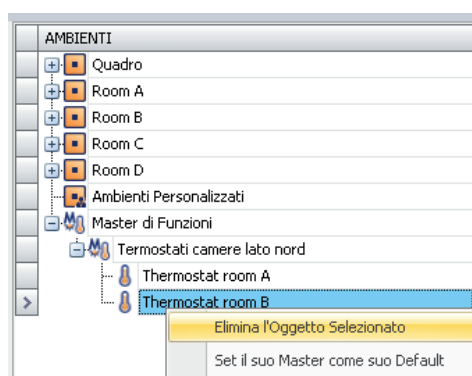 AMBIENTI
Quadro
Room A
Room B
Room C
Room D
Ambienti Personalizzati
Master di Funzioni
Termostati camere lato nord
Thermostat room A
Thermostat room B
Elimina l'Oggetto Selezionato
Set il suo Master come suo Default